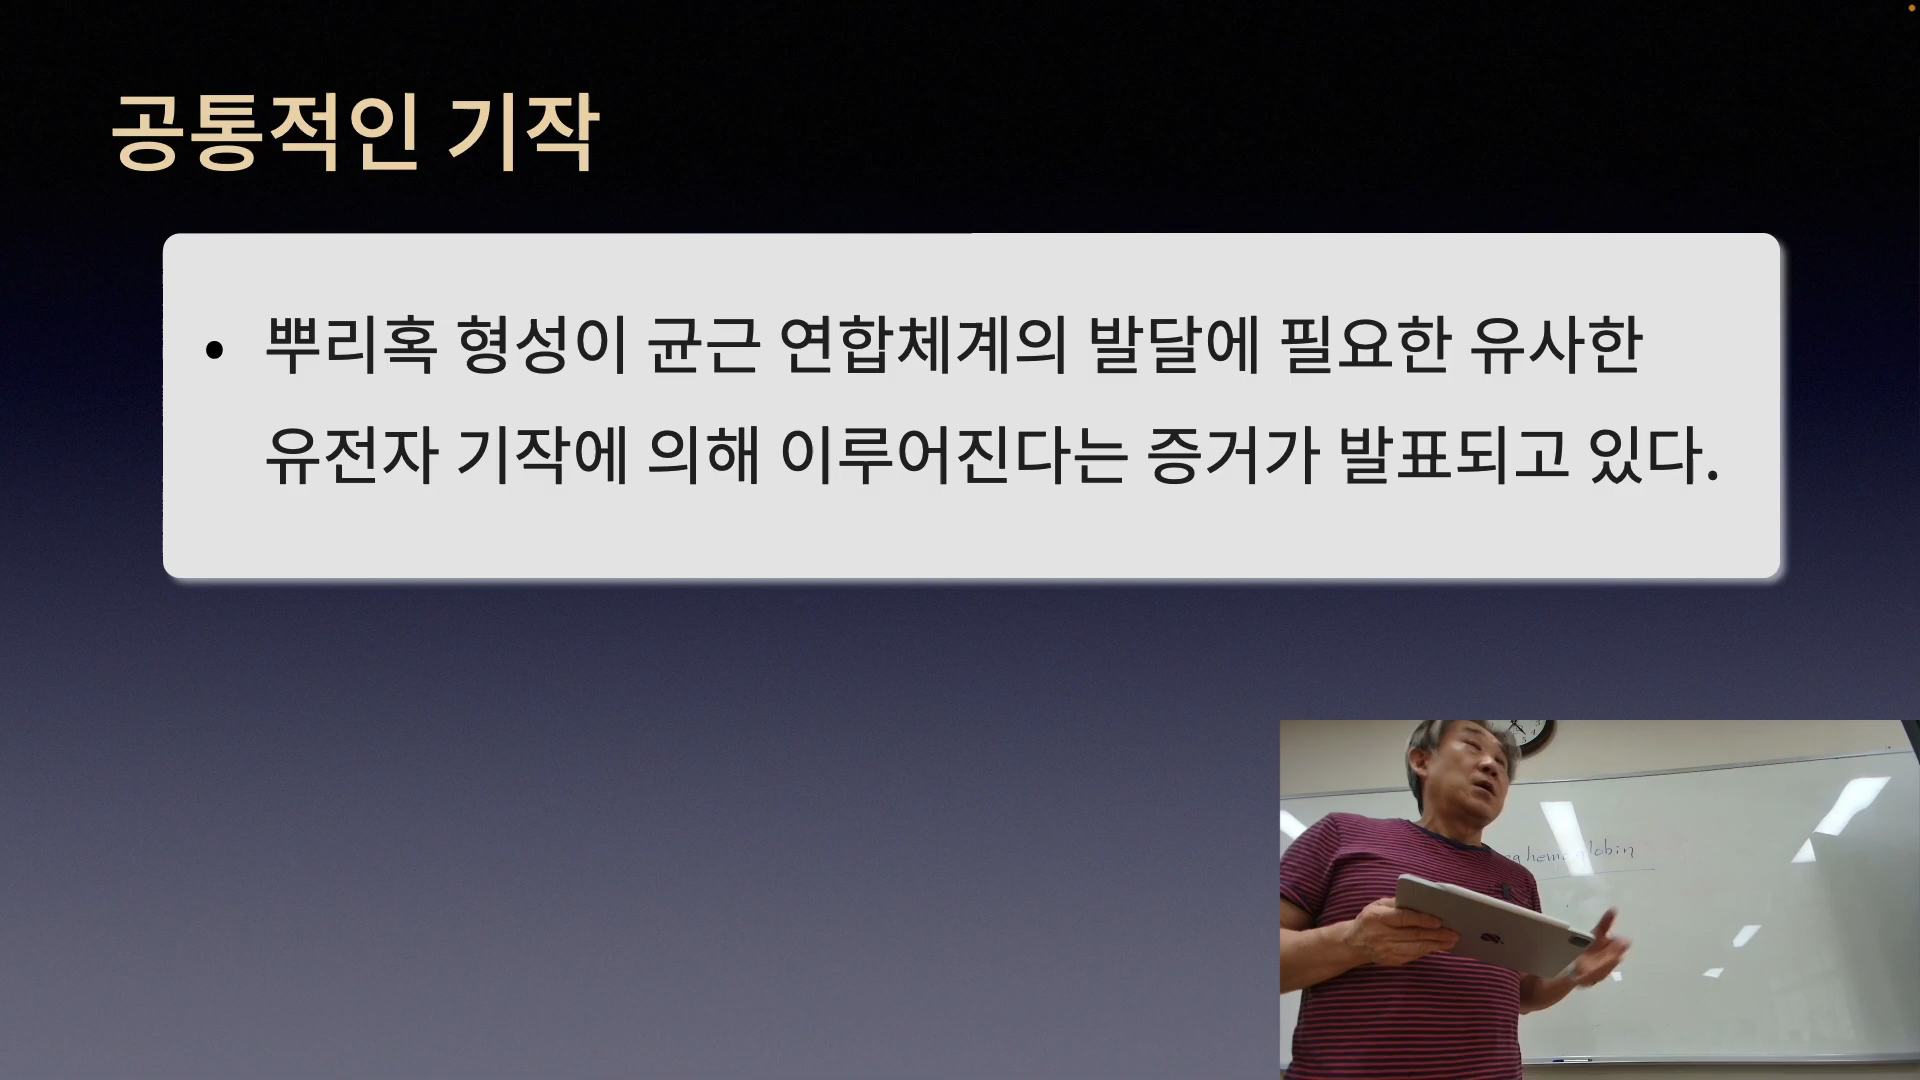 공통적인 기작
• 뿌리혹 형성이 균근 연합체계의 발달에 필요한 유사한
유전자 기작에 의해 이루어진다는 증거가 발표되고 있다.